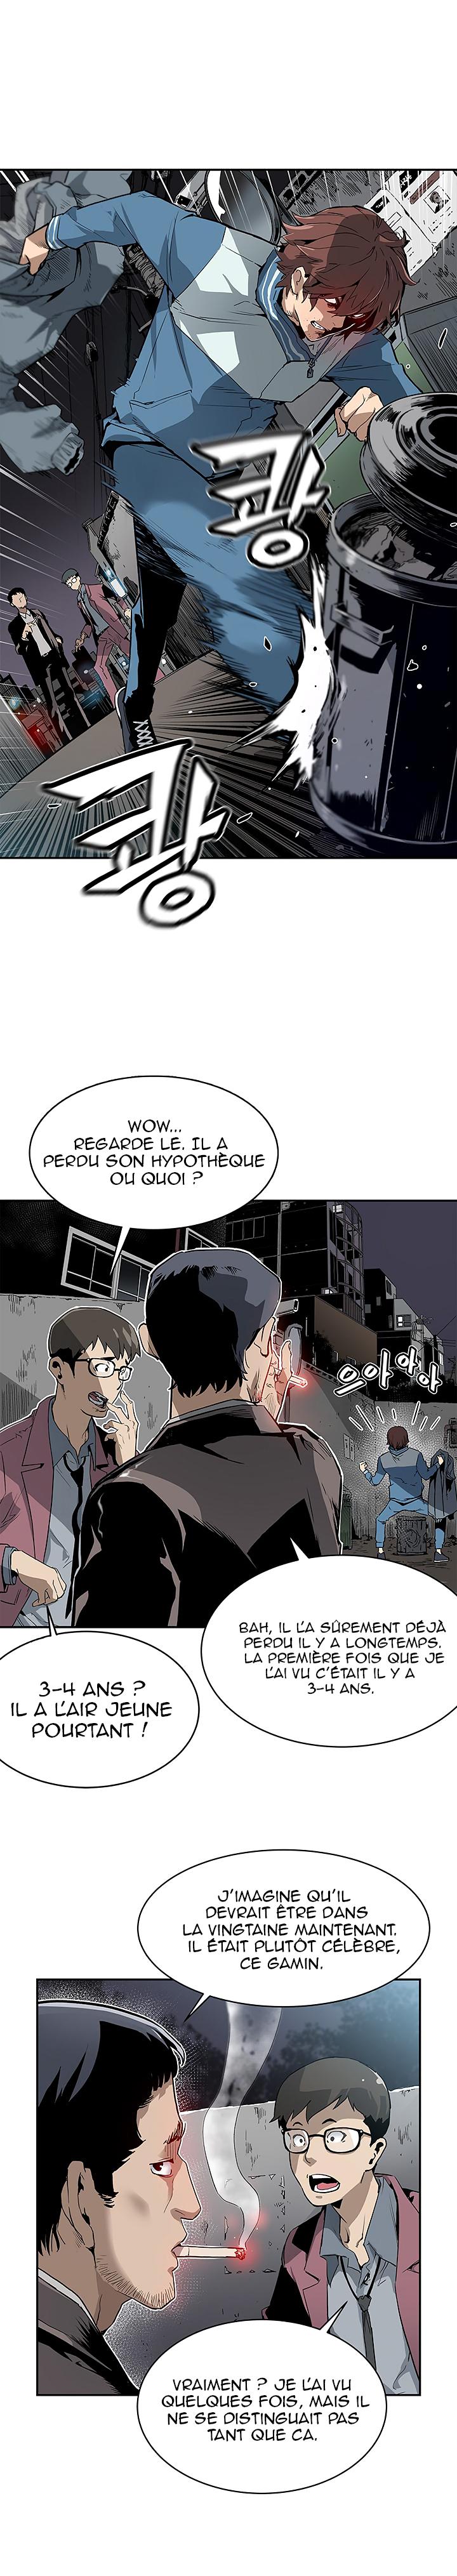 쾅
쾅
WOW...
REGARDE LE. IL A
PERDU SON HYPOTHÈQUE
OU QUOI ?
으아아아
BAH, IL L'A SÛREMENT DÉJÀ
PERDU IL Y A LONGTEMPS.
LA PREMIÈRE FOIS QUE JE
L'AI VU C'ÉTAIT IL Y A
3-4 ANS.
3-4 ANS ?
IL A L'AIR JEUNE
POURTANT !
J'IMAGINE QU'IL
DEVRAIT ÊTRE DANS
LA VINGTAINE MAINTENANT.
IL ÉTAIT PLUTÔT CÉLÈBRE,
CE GAMIN.
VRAIMENT ? JE L'AI VU
QUELQUES FOIS, MAIS IL
NE SE DISTINGUAIT PAS
TANT QUE CA.